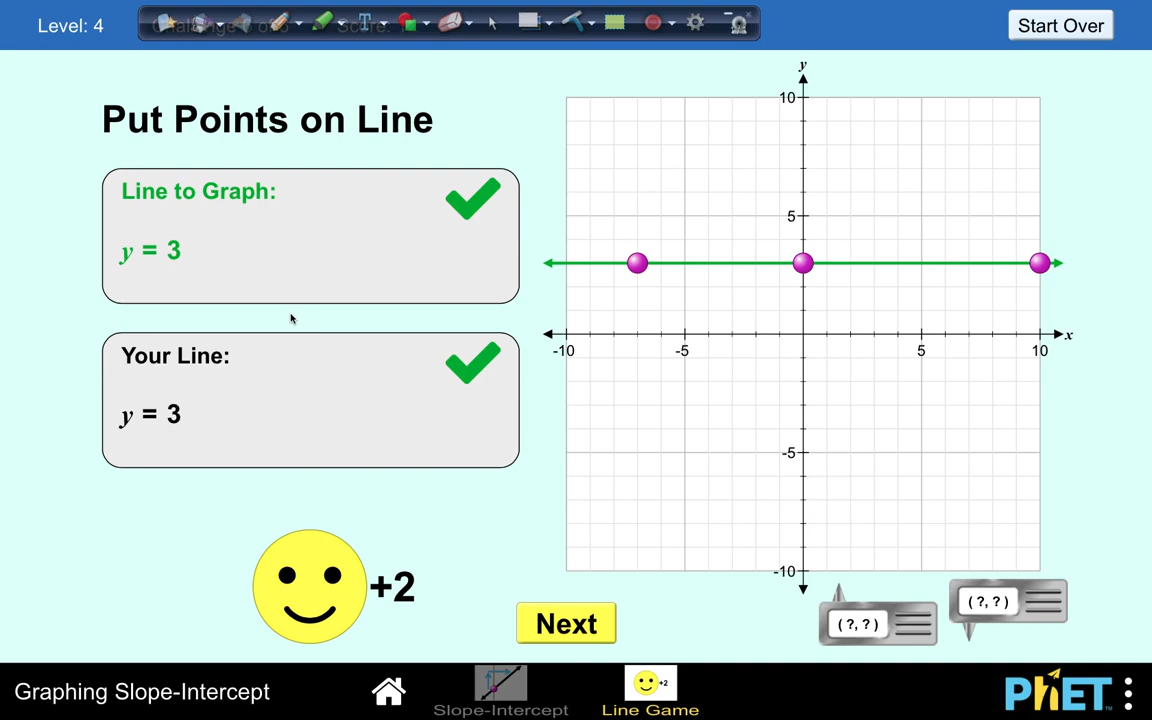 Level: 4
Start Over
Put Points on Line
Line to Graph:
y = 3
Your Line:
y = 3
+2
Next
y
10
5
-10
-5
5
10
x
-5
-10
( ?, ? )
( ?, ? )
Graphing Slope-Intercept
Slope-Intercept
+2
Line Game
PhET